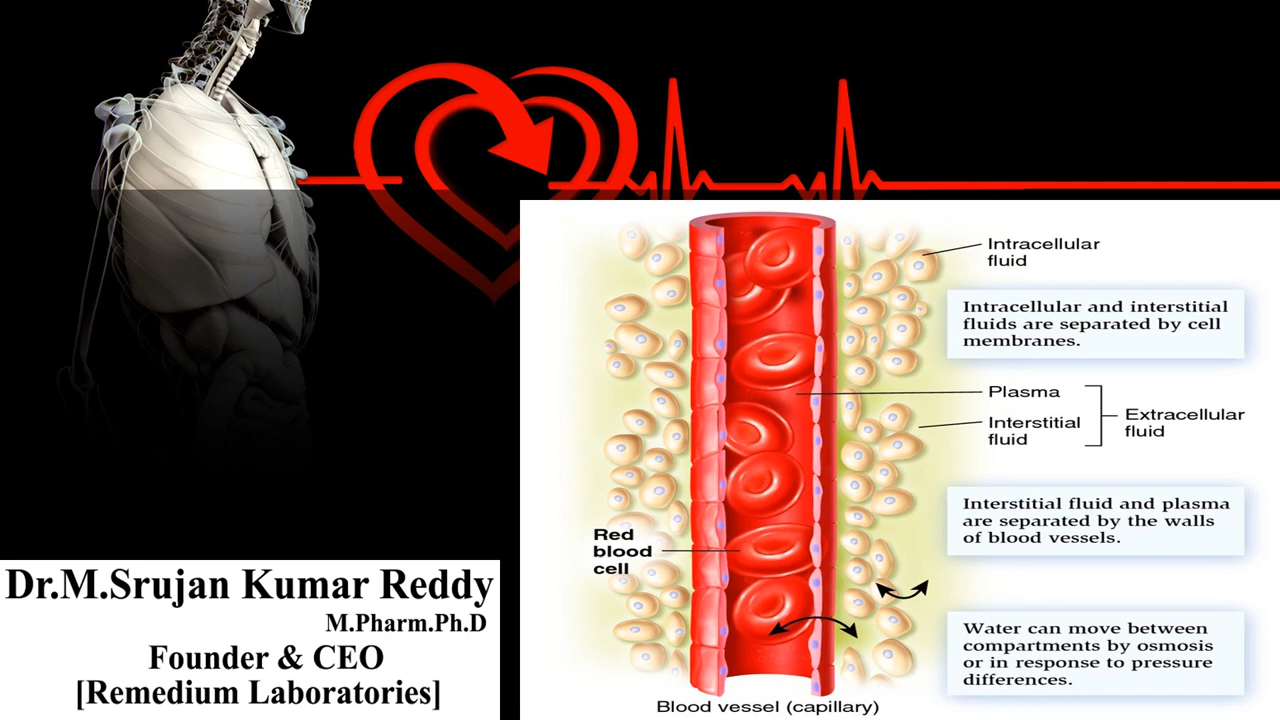 Intracellular
fluid
Intracellular and interstitial
fluids are separated by cell
membranes.
Plasma
Interstitial
fluid
Extracellular
fluid
Interstitial fluid and plasma
are separated by the walls
of blood vessels.
Red
blood
cell
Water can move between
compartments by osmosis
or in response to pressure
differences.
Blood vessel (capillary)
Dr.M.Srujan Kumar Reddy
M.Pharm.Ph.D
Founder & CEO
[Remedium Laboratories]